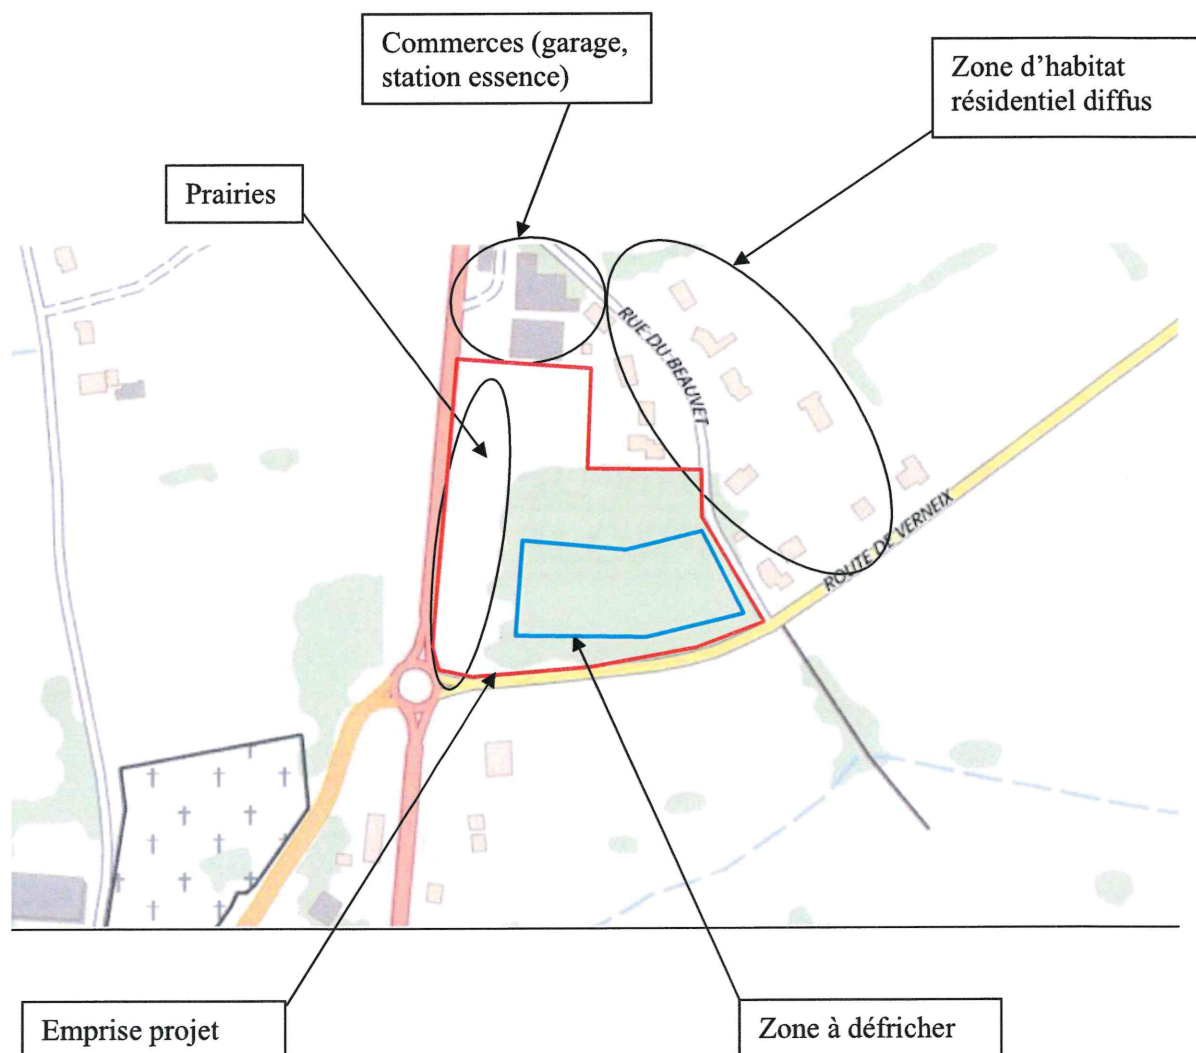 Commerces (garage,
station essence)
Zone d’habitat
résidentiel diffus
Prairies
RUE DU BEAUVET
ROUTE DE VERNEIX
Emprise projet
Zone à défricher